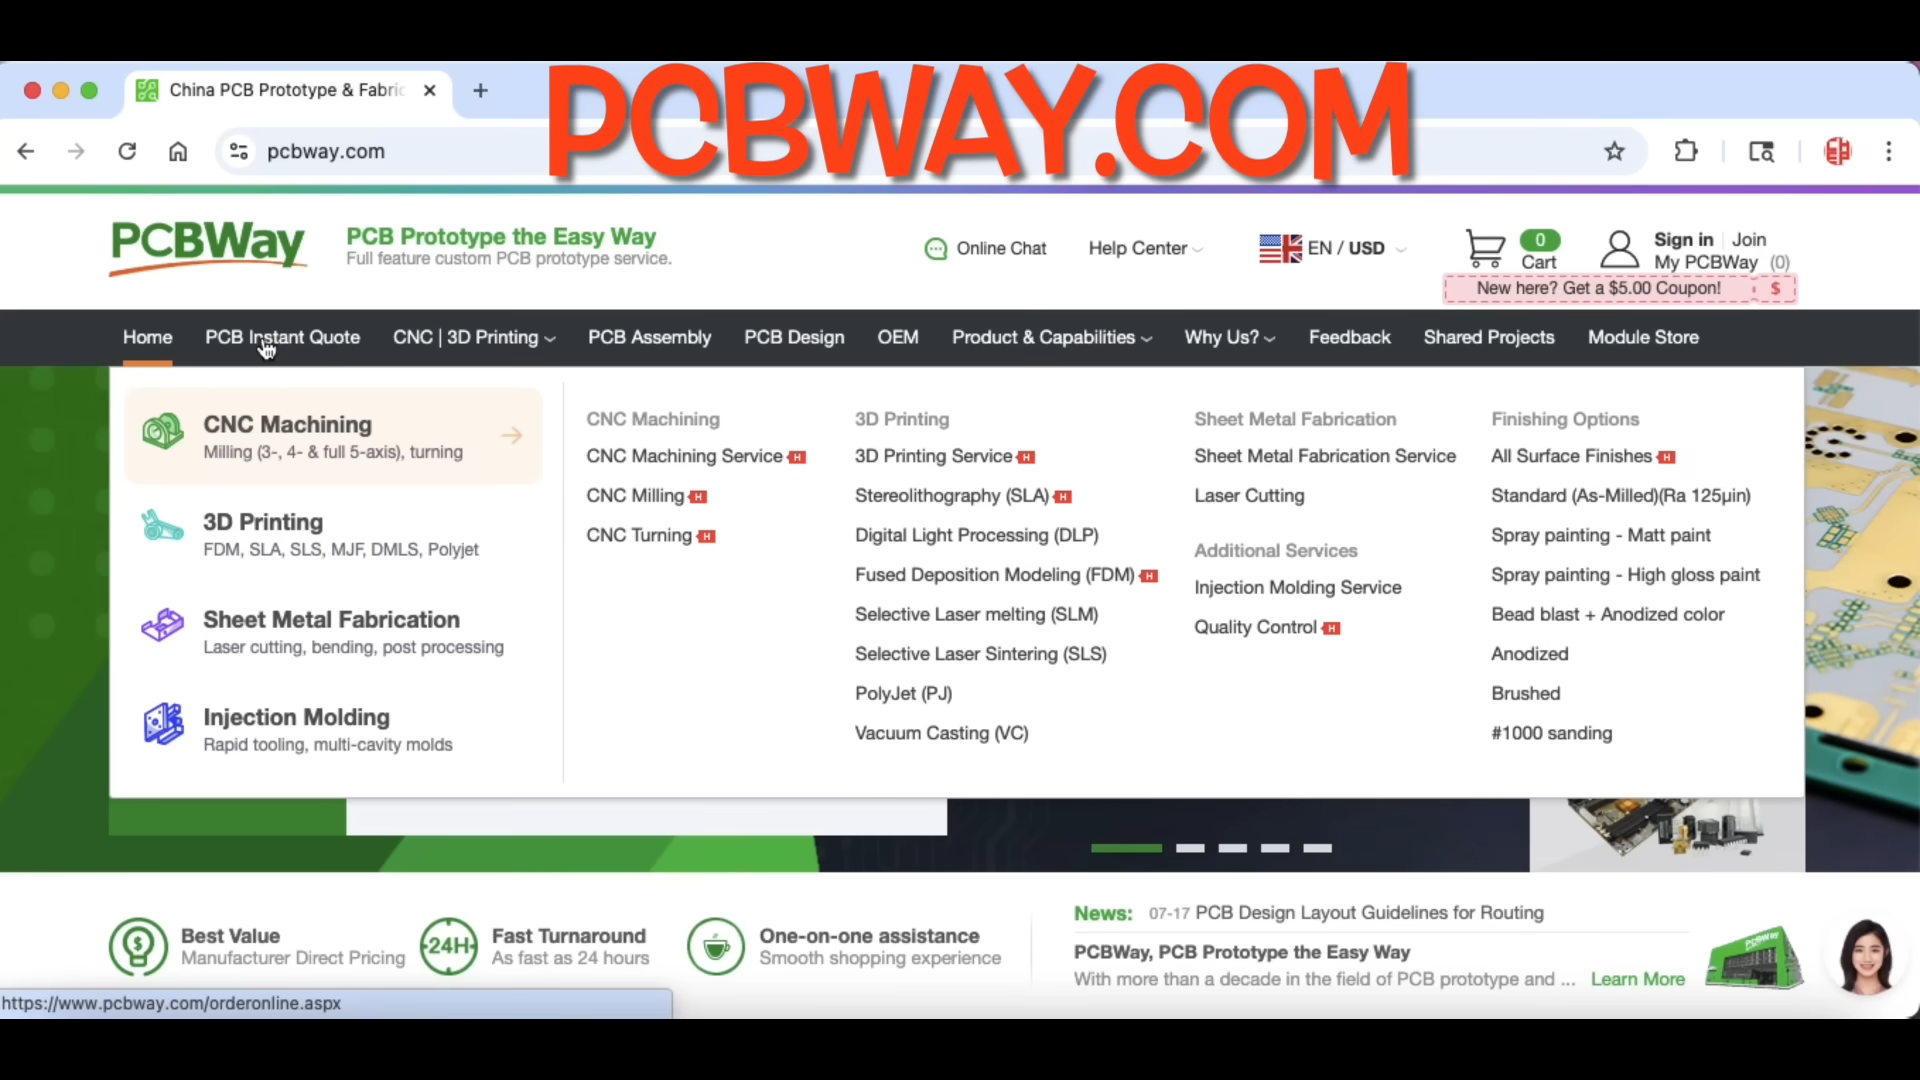 PCBWAY.COM
China PCB Prototype & Fabric
pcbway.com
PCBWay
PCB Prototype the Easy Way
Full feature custom PCB prototype service.
Online Chat
Help Center
EN / USD
0
Cart
Sign in
Join
My PCBWay (0)
New here? Get a $5.00 Coupon!
$
Home
PCB Instant Quote
CNC | 3D Printing
PCB Assembly
PCB Design
OEM
Product & Capabilities
Why Us?
Feedback
Shared Projects
Module Store
CNC Machining
Milling (3-, 4- & full 5-axis), turning
3D Printing
FDM, SLA, SLS, MJF, DMLS, Polyjet
Sheet Metal Fabrication
Laser cutting, bending, post processing
Injection Molding
Rapid tooling, multi-cavity molds
CNC Machining
CNC Machining Service H
CNC Milling H
CNC Turning H
3D Printing
3D Printing Service H
Stereolithography (SLA) H
Digital Light Processing (DLP)
Fused Deposition Modeling (FDM) H
Selective Laser melting (SLM)
Selective Laser Sintering (SLS)
PolyJet (PJ)
Vacuum Casting (VC)
Sheet Metal Fabrication
Sheet Metal Fabrication Service
Laser Cutting
Additional Services
Injection Molding Service
Quality Control H
Finishing Options
All Surface Finishes H
Standard (As-Milled)(Ra 125µin)
Spray painting - Matt paint
Spray painting - High gloss paint
Bead blast + Anodized color
Anodized
Brushed
#1000 sanding
Best Value
Manufacturer Direct Pricing
24H
Fast Turnaround
As fast as 24 hours
One-on-one assistance
Smooth shopping experience
News: 07-17 PCB Design Layout Guidelines for Routing
PCBWay, PCB Prototype the Easy Way
With more than a decade in the field of PCB prototype and ... Learn More
PCBWay
https://www.pcbway.com/orderonline.aspx